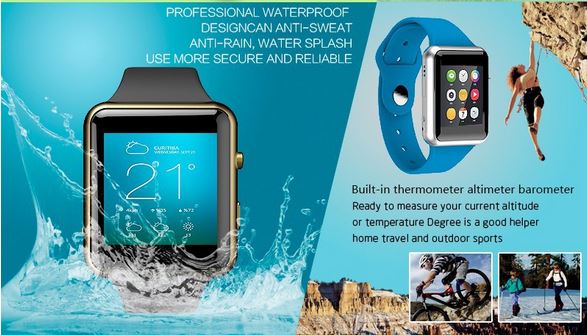 PROFESSIONAL WATERPROOF
DESIGNCAN ANTI-SWEAT
ANTI-RAIN, WATER SPLASH
USE MORE SECURE AND RELIABLE
CURITIBA
21°
Built-in thermometer altimeter barometer
Ready to measure your current altitude
or temperature Degree is a good helper
home travel and outdoor sports